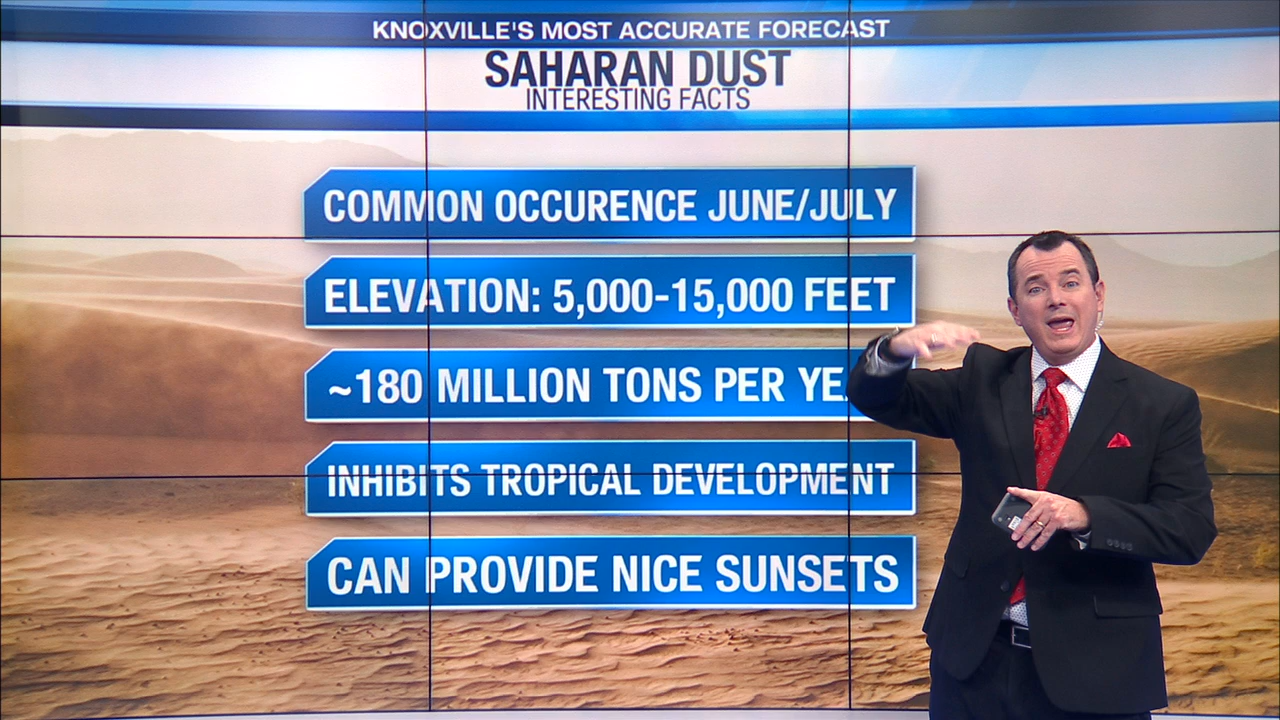 KNOXVILLE'S MOST ACCURATE FORECAST
SAHARAN DUST
INTERESTING FACTS
COMMON OCCURENCE JUNE/JULY
ELEVATION: 5,000-15,000 FEET
~180 MILLION TONS PER
INHIBITS TROPICAL DEVELOPMENT
CAN PROVIDE NICE SUNSETS